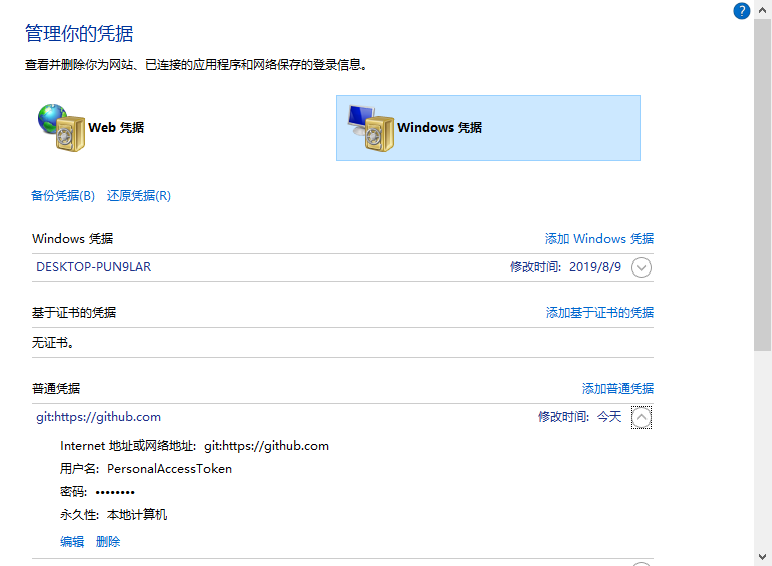 管理你的凭据
查看并删除你为网站、已连接的应用程序和网络保存的登录信息。
Web 凭据
Windows 凭据
备份凭据(B) 还原凭据(R)
Windows 凭据 添加 Windows 凭据
DESKTOP-PUN9LAR 修改时间: 2019/8/9
基于证书的凭据 添加基于证书的凭据
无证书。
普通凭据 添加普通凭据
git:https://github.com 修改时间: 今天
Internet 地址或网络地址: git:https://github.com
用户名: PersonalAccessToken
密码: ••••••••
永久性: 本地计算机
编辑 删除